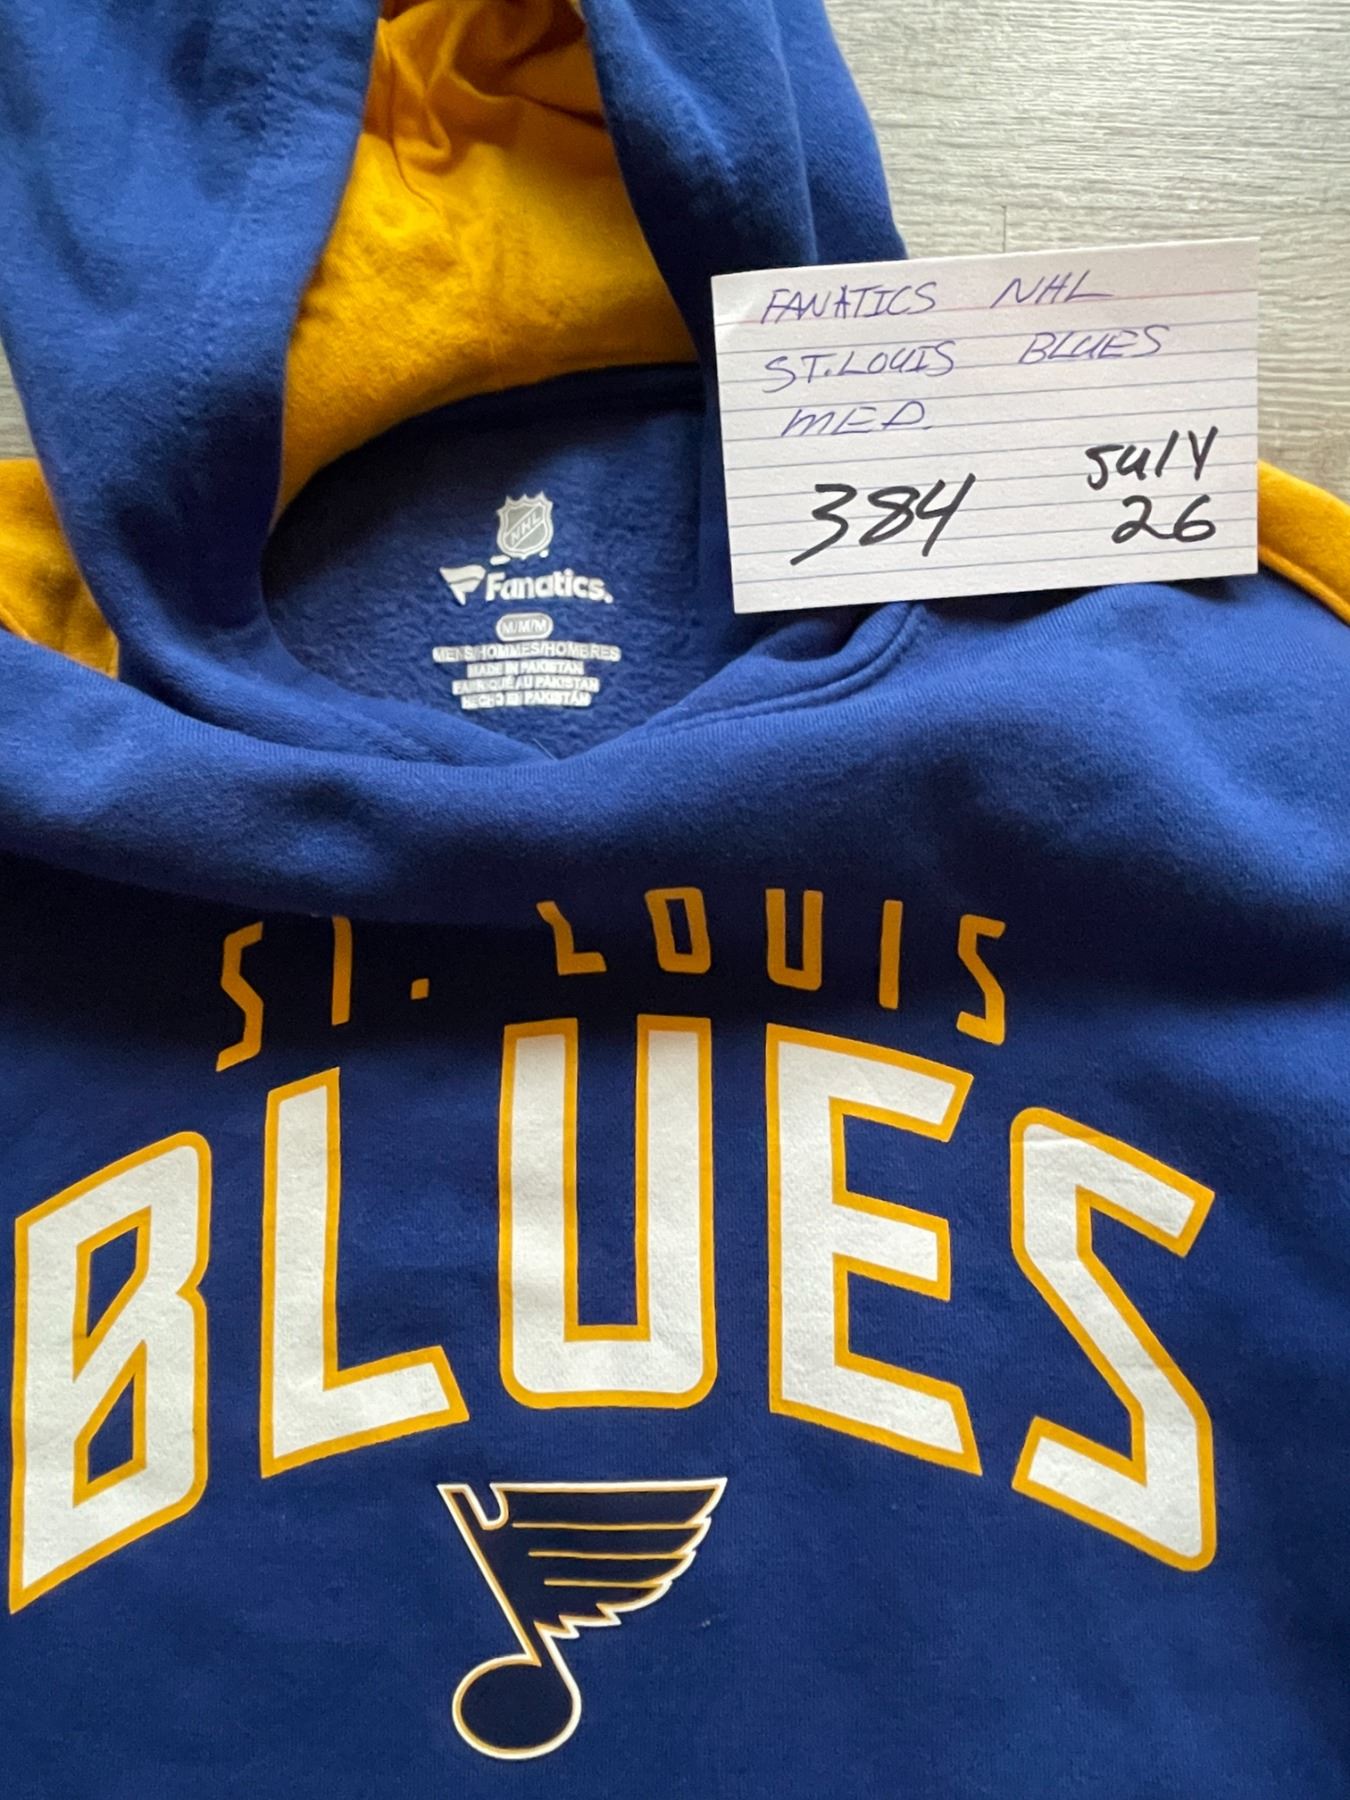 FANATICS NHL
ST.LOUIS BLUES
MED.
384 July 26
NHL
Fanatics.
M/M/M
MENS/HOMMES/HOMBRES
MADE IN PAKISTAN
FABRIQUÉ AU PAKISTAN
HECHO EN PAKISTÁN
ST. LOUIS
BLUES